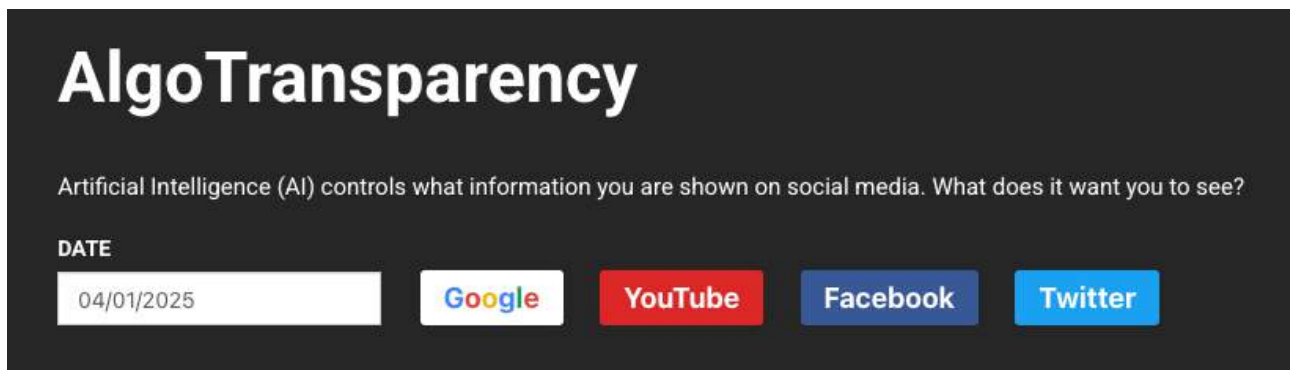 AlgoTransparency
Artificial Intelligence (AI) controls what information you are shown on social media. What does it want you to see?
DATE
04/01/2025 Google YouTube Facebook Twitter